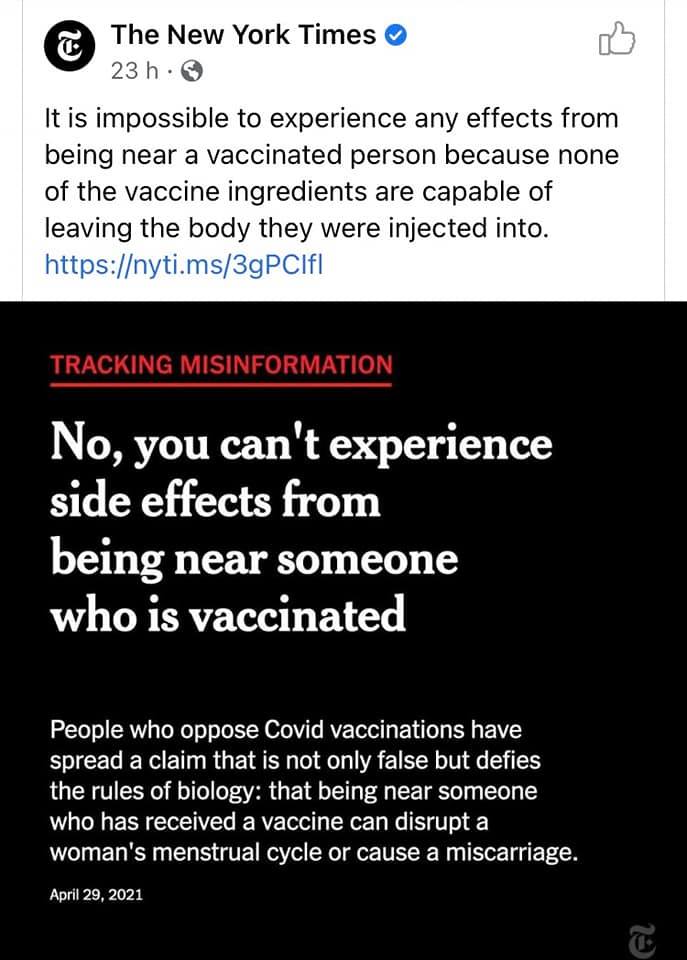 The New York Times
23 h ·
It is impossible to experience any effects from
being near a vaccinated person because none
of the vaccine ingredients are capable of
leaving the body they were injected into.
https://nyti.ms/3gPCIfl
TRACKING MISINFORMATION
No, you can't experience
side effects from
being near someone
who is vaccinated
People who oppose Covid vaccinations have
spread a claim that is not only false but defies
the rules of biology: that being near someone
who has received a vaccine can disrupt a
woman's menstrual cycle or cause a miscarriage.
April 29, 2021